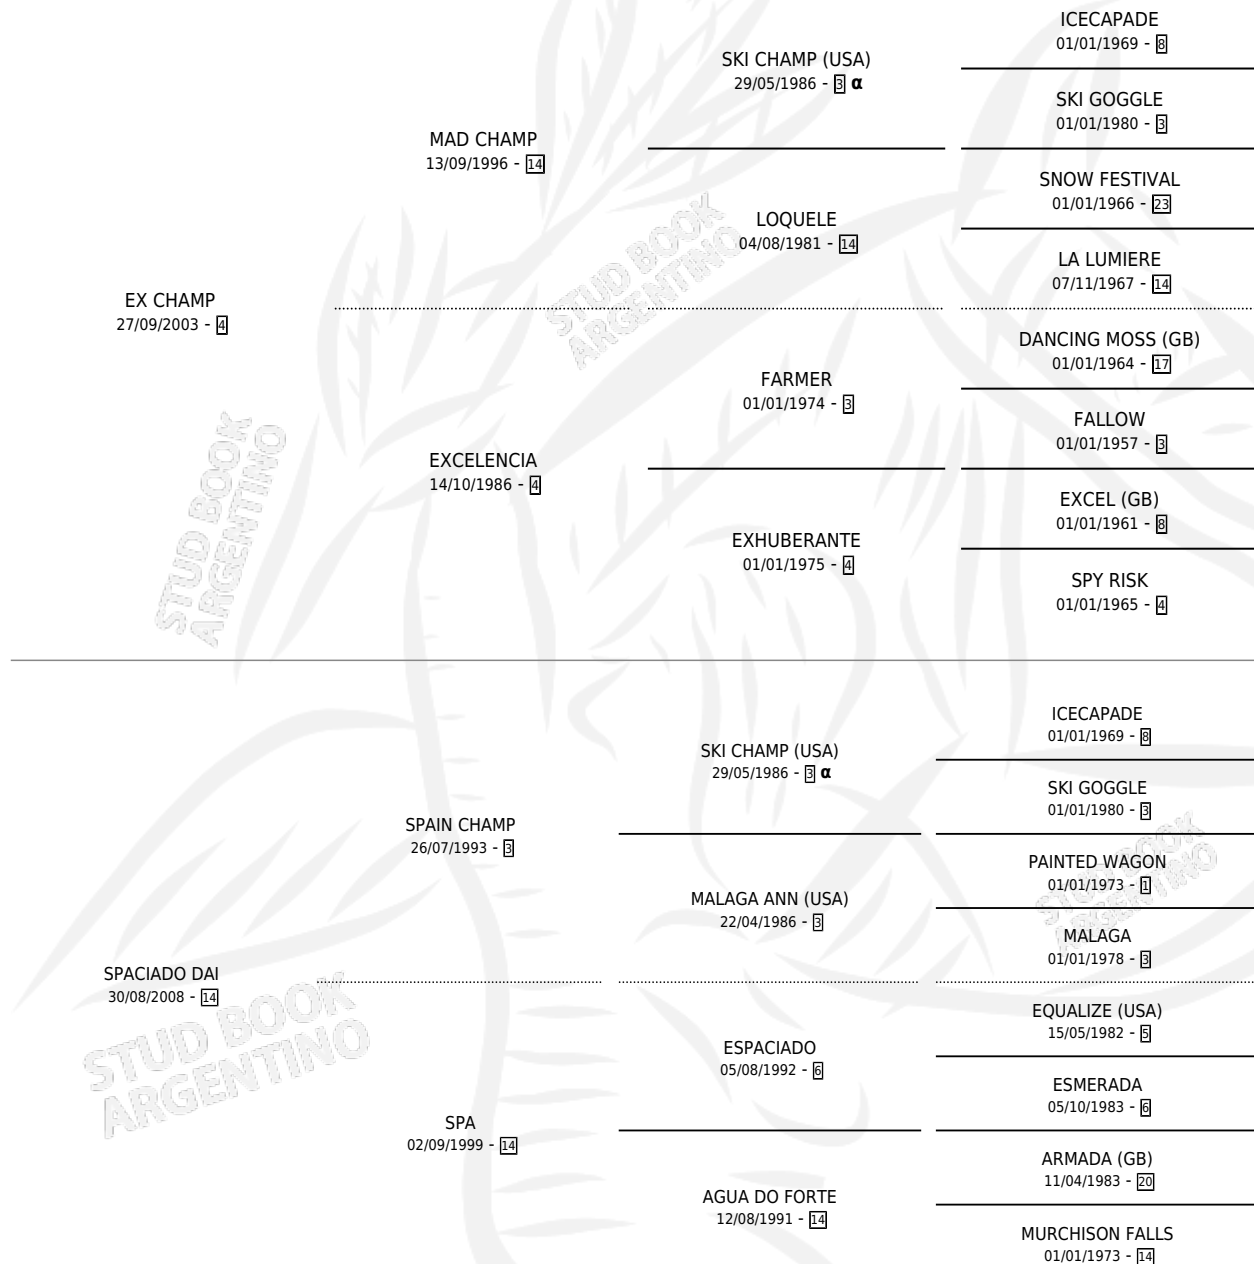 ICECAPADE
01/01/1969 - 8
SKI CHAMP (USA)
29/05/1986 - 3 α
SKI GOGGLE
01/01/1980 - 3
MAD CHAMP
13/09/1996 - 14
SNOW FESTIVAL
01/01/1966 - 23
LOQUELE
04/08/1981 - 14
LA LUMIERE
07/11/1967 - 14
EX CHAMP
27/09/2003 - 4
STUD BOOK
ARGENTINO
DANCING MOSS (GB)
01/01/1964 - 17
FARMER
01/01/1974 - 3
FALLOW
01/01/1957 - 3
EXCELENCIA
14/10/1986 - 4
EXCEL (GB)
01/01/1961 - 8
EXHUBERANTE
01/01/1975 - 4
SPY RISK
01/01/1965 - 4
STUD BOOK
ARGENTINO
ICECAPADE
01/01/1969 - 8
SKI CHAMP (USA)
29/05/1986 - 3 α
SKI GOGGLE
01/01/1980 - 3
SPAIN CHAMP
26/07/1993 - 3
PAINTED WAGON
01/01/1973 - 1
MALAGA ANN (USA)
22/04/1986 - 3
MALAGA
01/01/1978 - 3
STUD BOOK
ARGENTINO
SPACIADO DAI
30/08/2008 - 14
STUD BOOK
ARGENTINO
EQUALIZE (USA)
15/05/1982 - 5
ESPACIADO
05/08/1992 - 6
ESMERADA
05/10/1983 - 6
SPA
02/09/1999 - 14
ARMADA (GB)
11/04/1983 - 20
AGUA DO FORTE
12/08/1991 - 14
MURCHISON FALLS
01/01/1973 - 14